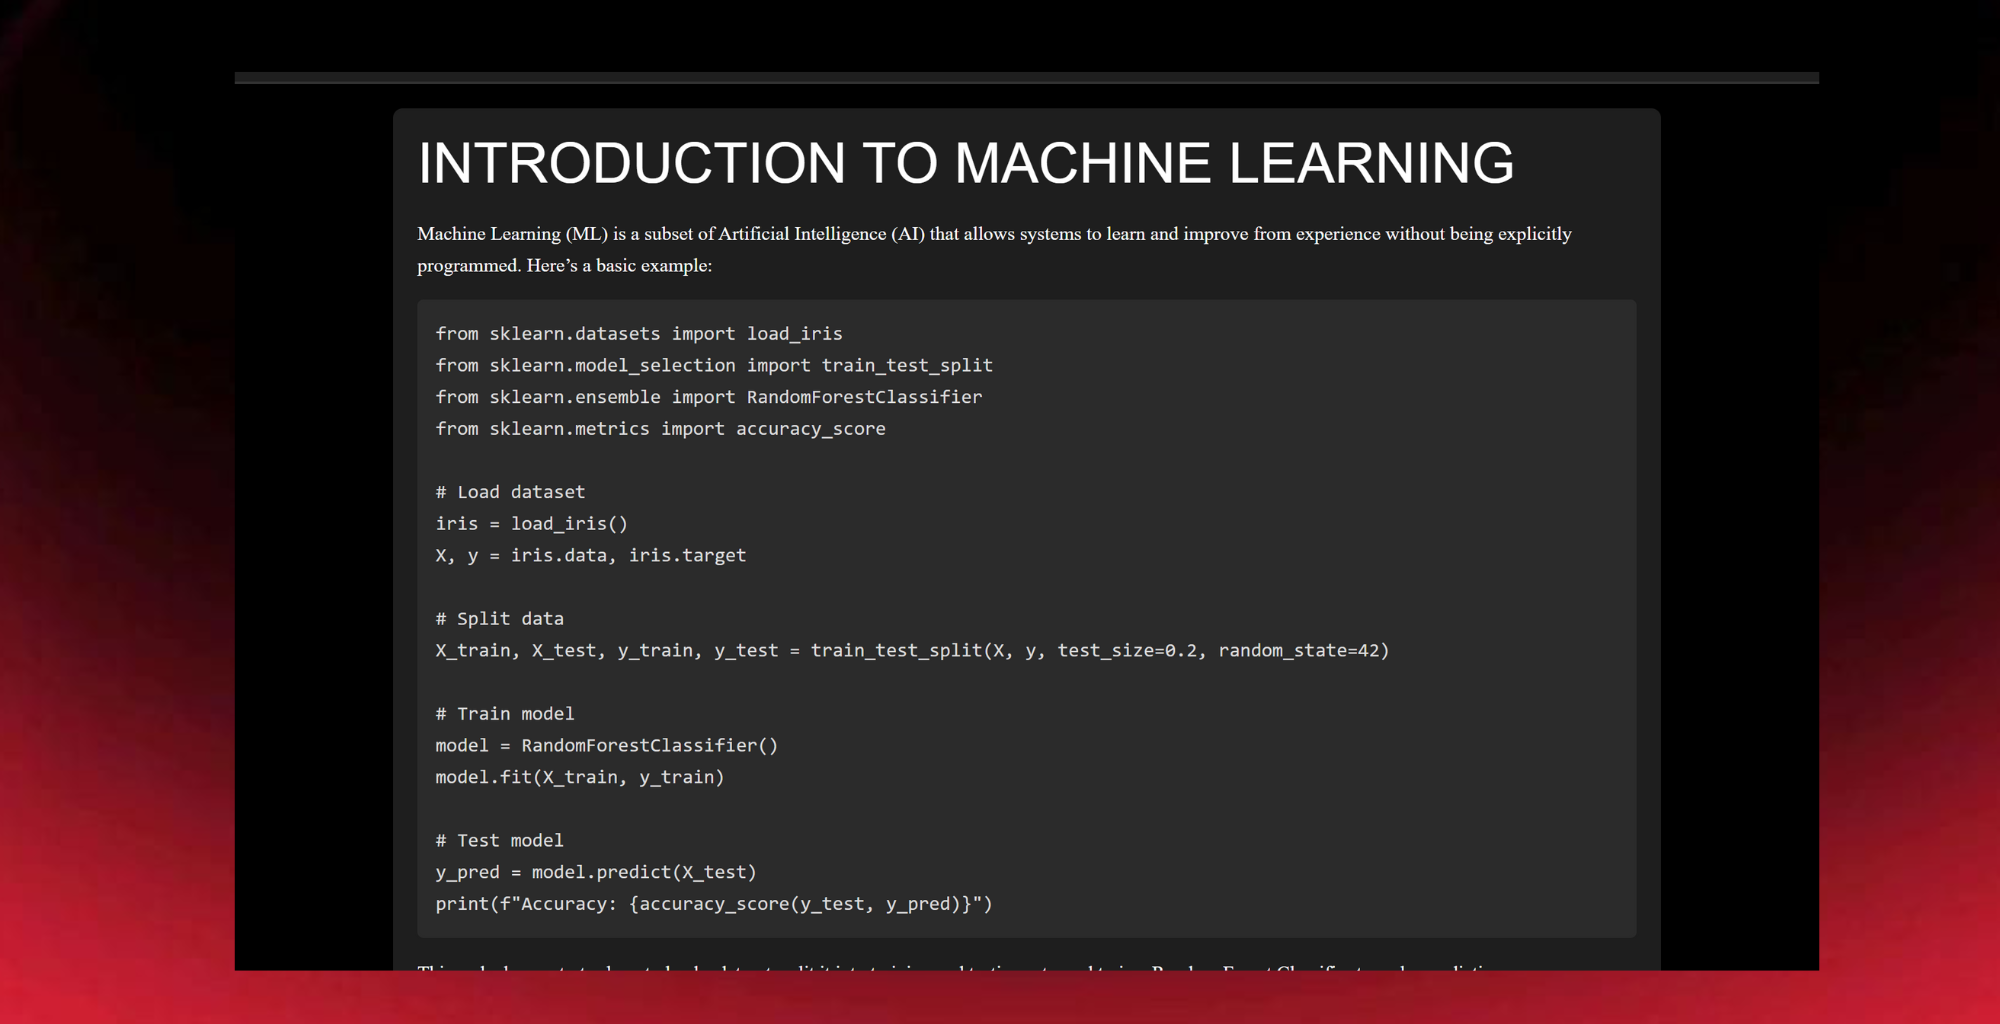 INTRODUCTION TO MACHINE LEARNING
Machine Learning (ML) is a subset of Artificial Intelligence (AI) that allows systems to learn and improve from experience without being explicitly
programmed. Here’s a basic example:
from sklearn.datasets import load_iris
from sklearn.model_selection import train_test_split
from sklearn.ensemble import RandomForestClassifier
from sklearn.metrics import accuracy_score
# Load dataset
iris = load_iris()
X, y = iris.data, iris.target
# Split data
X_train, X_test, y_train, y_test = train_test_split(X, y, test_size=0.2, random_state=42)
# Train model
model = RandomForestClassifier()
model.fit(X_train, y_train)
# Test model
y_pred = model.predict(X_test)
print(f"Accuracy: {accuracy_score(y_test, y_pred)}")